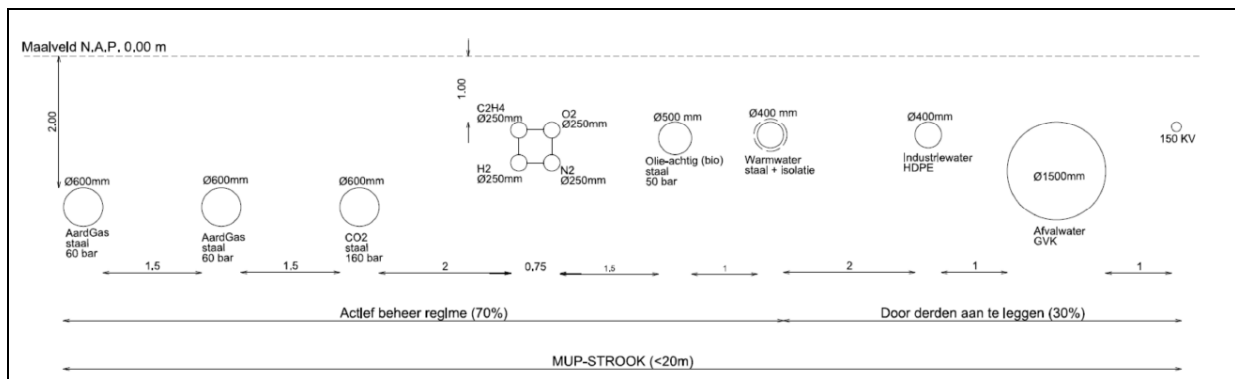 Maalveld N.A.P. 0,00 m
2.00
1.00
C2H4
Ø250mm
O2
Ø250mm
H2
Ø250mm
N2
Ø250mm
Ø500 mm
Olie-achtig (bio)
staal
50 bar
Ø400 mm
Warmwater
staal + isolatie
Ø400mm
Industriewater
HDPE
Ø1500mm
Afvalwater
GVK
150 KV
Ø600mm
AardGas
staal
60 bar
Ø600mm
AardGas
staal
60 bar
Ø600mm
CO2
staal
160 bar
1.5
1.5
2
0.75
1.5
1
2
1
1
Actief beheer regime (70%)
Door derden aan te leggen (30%)
MUP-STROOK (<20m)